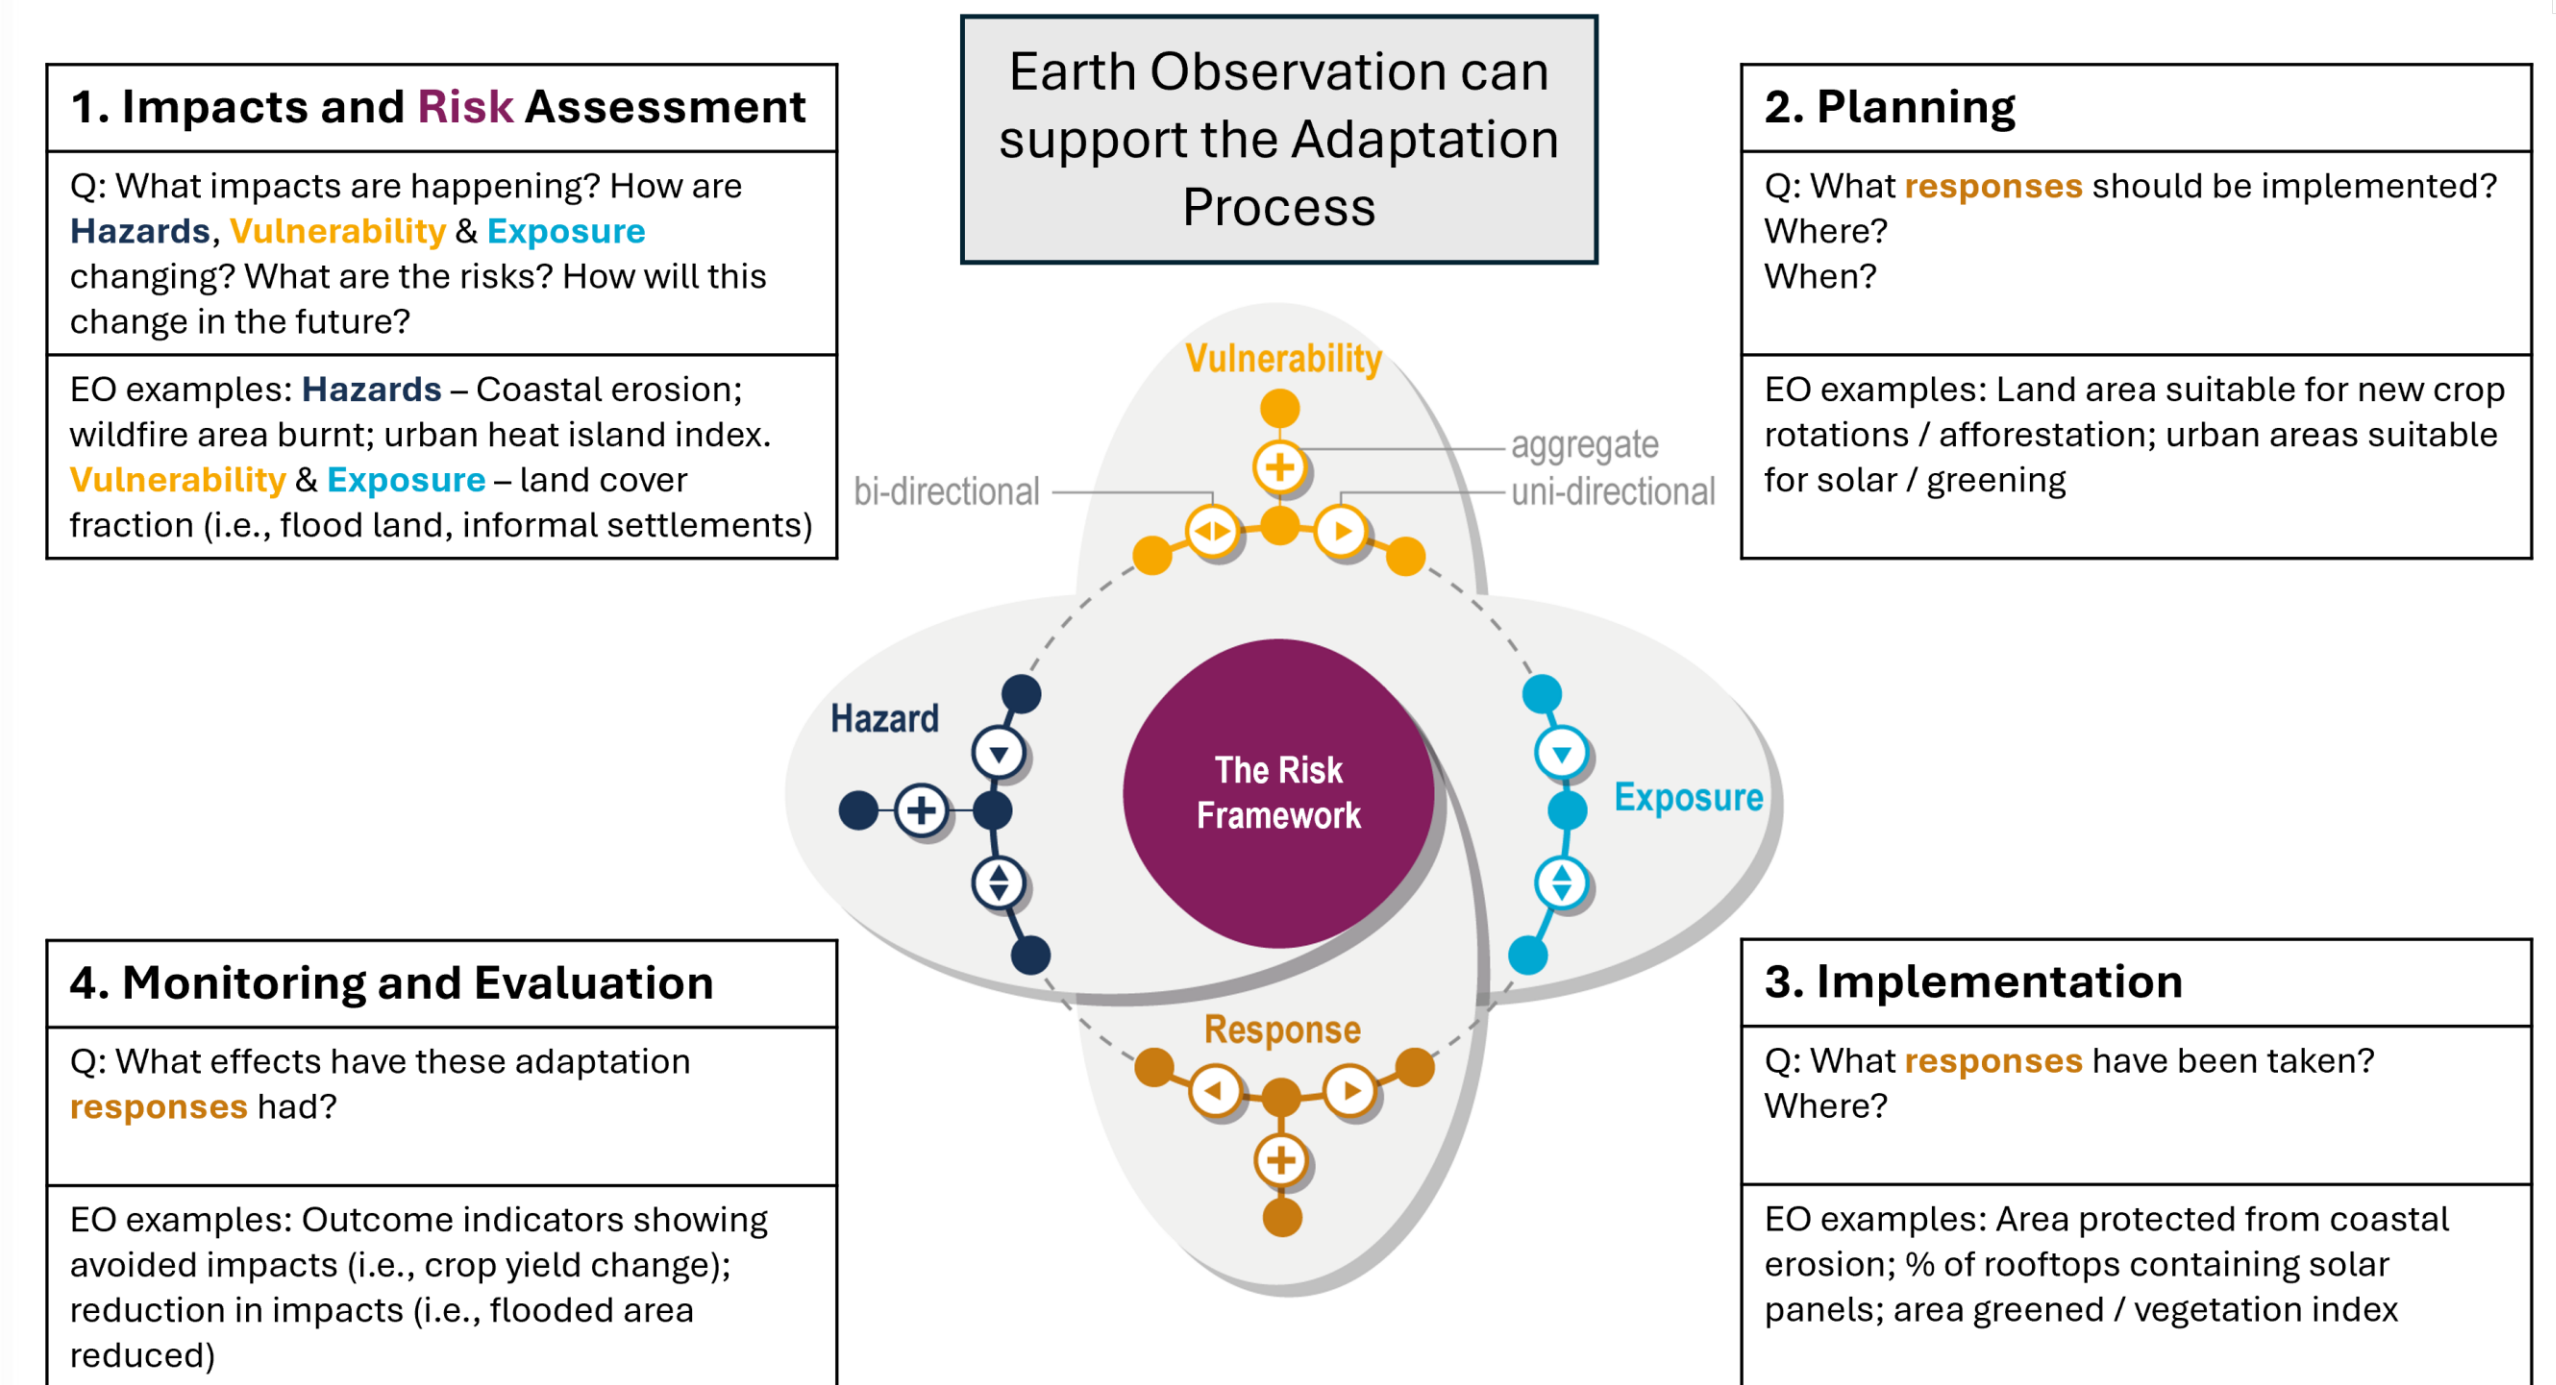 Earth Observation can
support the Adaptation
Process
1. Impacts and Risk Assessment
Q: What impacts are happening? How are
Hazards, Vulnerability & Exposure
changing? What are the risks? How will this
change in the future?
EO examples: Hazards – Coastal erosion;
wildfire area burnt; urban heat island index.
Vulnerability & Exposure – land cover
fraction (i.e., flood land, informal settlements)
2. Planning
Q: What responses should be implemented?
Where?
When?
EO examples: Land area suitable for new crop
rotations / afforestation; urban areas suitable
for solar / greening
Vulnerability
aggregate
bi-directional
uni-directional
Hazard
The Risk
Framework
Exposure
Response
4. Monitoring and Evaluation
Q: What effects have these adaptation
responses had?
EO examples: Outcome indicators showing
avoided impacts (i.e., crop yield change);
reduction in impacts (i.e., flooded area
reduced)
3. Implementation
Q: What responses have been taken?
Where?
EO examples: Area protected from coastal
erosion; % of rooftops containing solar
panels; area greened / vegetation index